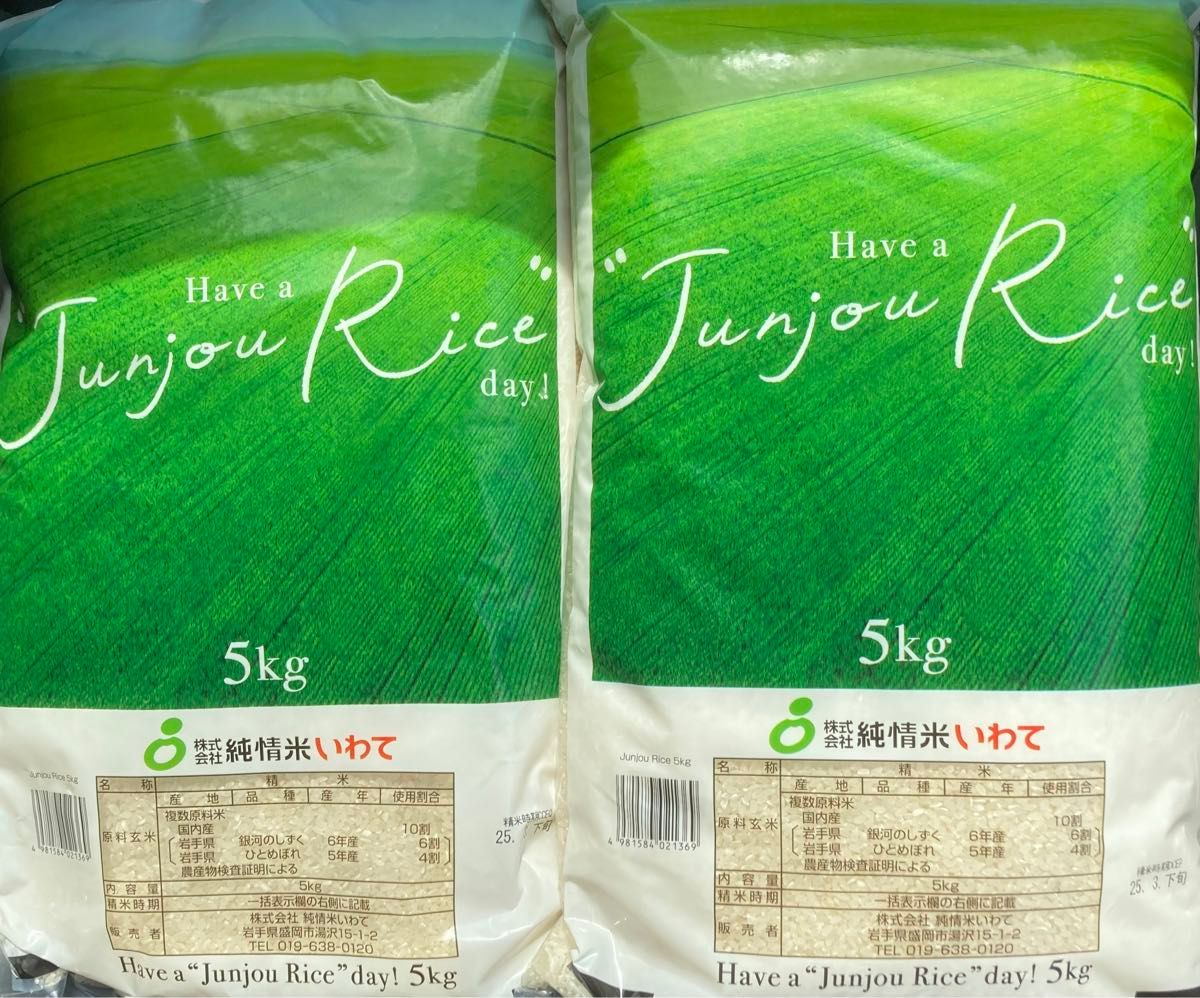 Have a
"Junjou Rice"
day!
5kg
株式会社 純情米いわて
Junjou Rice 5kg
4 981584 021369
名称 精米
産地 品種 産年 使用割合
原料玄米
複数原料米
国内産 10割
岩手県 銀河のしずく 6年産 6割
岩手県 ひとめぼれ 5年産 4割
農産物検査証明による
内容量 5kg
精米時期 一括表示欄の右側に記載
販売者
株式会社 純情米いわて
岩手県盛岡市湯沢15-1-2
TEL 019-638-0120
精米時期
25. 下旬
Have a "Junjou Rice" day! 5kg
Have a
"Junjou Rice"
day!
5kg
株式会社 純情米いわて
Junjou Rice 5kg
4 981584 021369
名称 精米
産地 品種 産年 使用割合
原料玄米
複数原料米
国内産 10割
岩手県 銀河のしずく 6年産 6割
岩手県 ひとめぼれ 5年産 4割
農産物検査証明による
内容量 5kg
精米時期 一括表示欄の右側に記載
販売者
株式会社 純情米いわて
岩手県盛岡市湯沢15-1-2
TEL 019-638-0120
25. 3. 下旬
Have a "Junjou Rice" day! 5kg